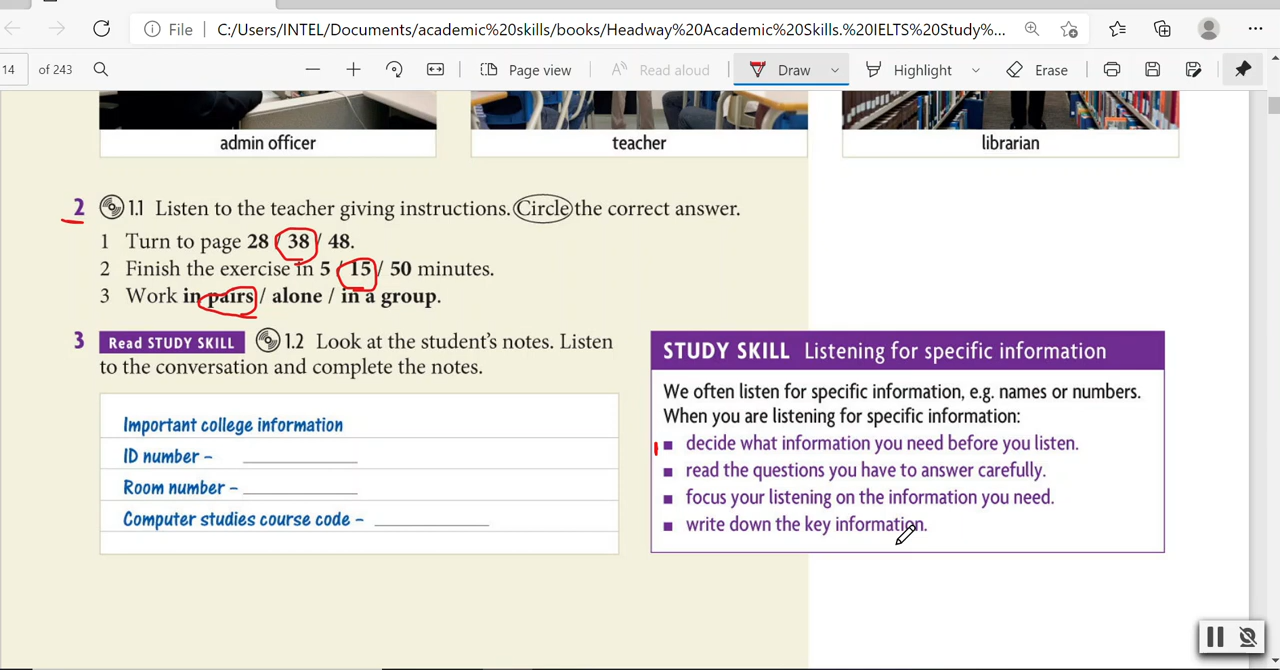 File
C:/Users/INTEL/Documents/academic%20skills/books/Headway%20Academic%20Skills.%20IELTS%20Study%...
14 of 243
Page view
Read aloud
Draw
Highlight
Erase
admin officer
teacher
librarian
2 1.1 Listen to the teacher giving instructions. Circle the correct answer.
1 Turn to page 28 / 38 / 48.
2 Finish the exercise in 5 / 15 / 50 minutes.
3 Work in pairs / alone / in a group.
3 Read STUDY SKILL 1.2 Look at the student's notes. Listen
to the conversation and complete the notes.
Important college information
ID number –
Room number –
Computer studies course code –
STUDY SKILL Listening for specific information
We often listen for specific information, e.g. names or numbers.
When you are listening for specific information:
■ decide what information you need before you listen.
■ read the questions you have to answer carefully.
■ focus your listening on the information you need.
■ write down the key information.